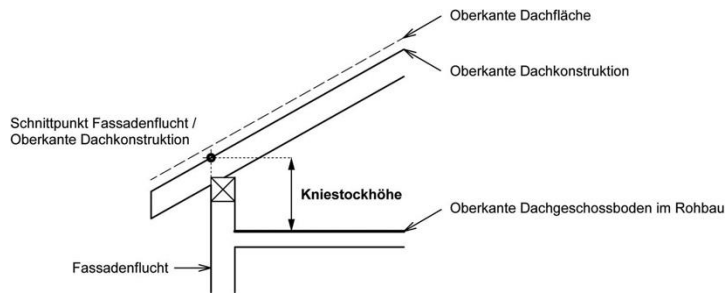 Oberkante Dachfläche
Oberkante Dachkonstruktion
Schnittpunkt Fassadenflucht /
Oberkante Dachkonstruktion
Kniestockhöhe
Oberkante Dachgeschossboden im Rohbau
Fassadenflucht